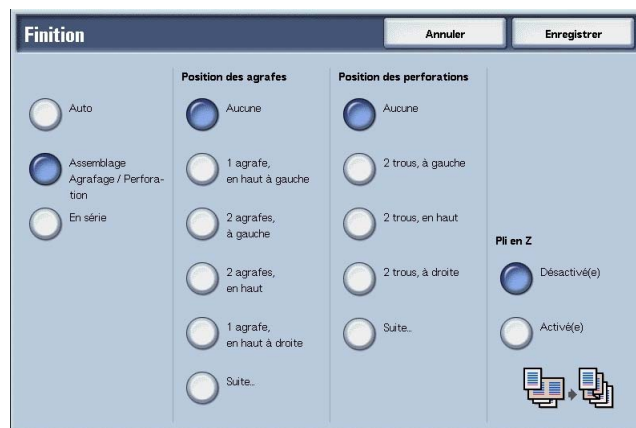 Finition
Annuler
Enregistrer
Auto
Assemblage
Agrafage / Perfora-
tion
En série
Position des agrafes
Aucune
1 agrafe,
en haut à gauche
2 agrafes,
à gauche
2 agrafes,
en haut
1 agrafe,
en haut à droite
Suite...
Position des perforations
Aucune
2 trous, à gauche
2 trous, en haut
2 trous, à droite
Suite...
Pli en Z
Désactivé(e)
Activé(e)